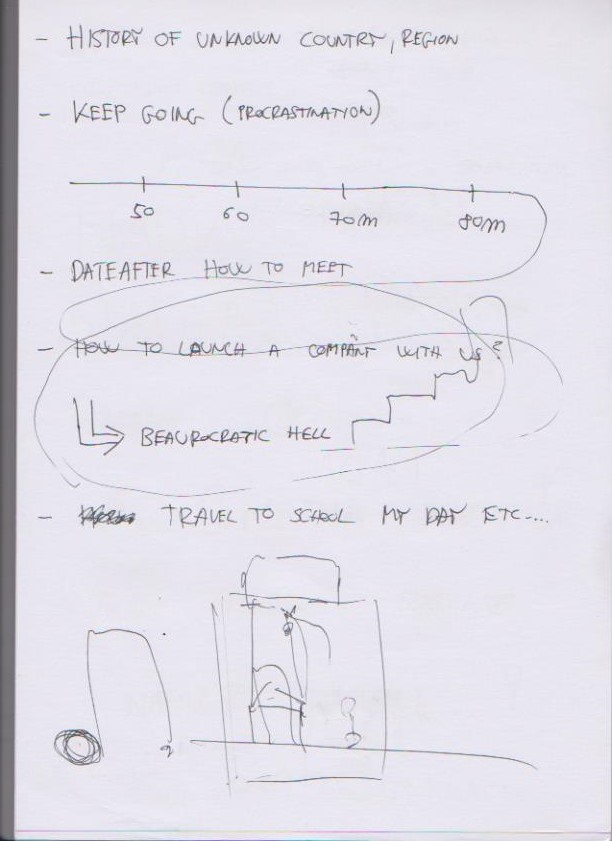 - HISTORY OF UNKNOWN COUNTRY, REGION
- KEEP GOING (PROCRASTINATION)
50 60 70m 80m
- DATEAFTER HOW TO MEET
- HOW TO LAUNCH A COMPANY WITH US?
BEAUROCRATIC HELL
- TRAVEL TO SCHOOL MY DAY ETC....